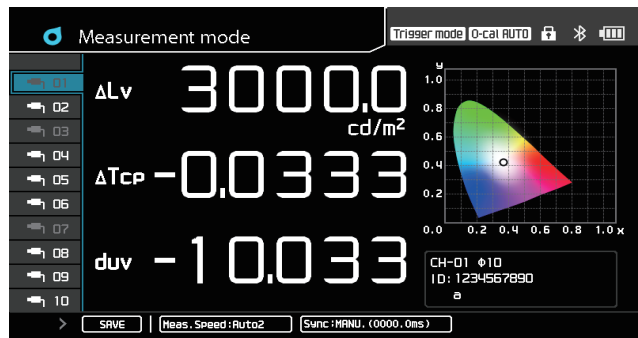 Measurement mode
Trigger mode 0-cal AUTO
01
02
03
04
05
06
07
08
09
10
>
ΔLv 3000.0
cd/m²
ΔTcp -0.0333
duv -10.033
y
1.0
0.8
0.6
0.4
0.2
0.0 0.2 0.4 0.6 0.8 1.0 x
CH-01 Φ10
ID: 1234567890
a
SAVE Meas.Speed:Auto2 Sync:MANU.(0000.0ms)